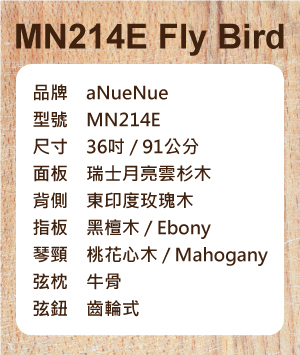 MN214E Fly Bird
品牌 aNueNue
型號 MN214E
尺寸 36吋 / 91公分
面板 瑞士月亮雲杉木
背側 東印度玫瑰木
指板 黑檀木 / Ebony
琴頸 桃花心木 / Mahogany
弦枕 牛骨
弦鈕 齒輪式